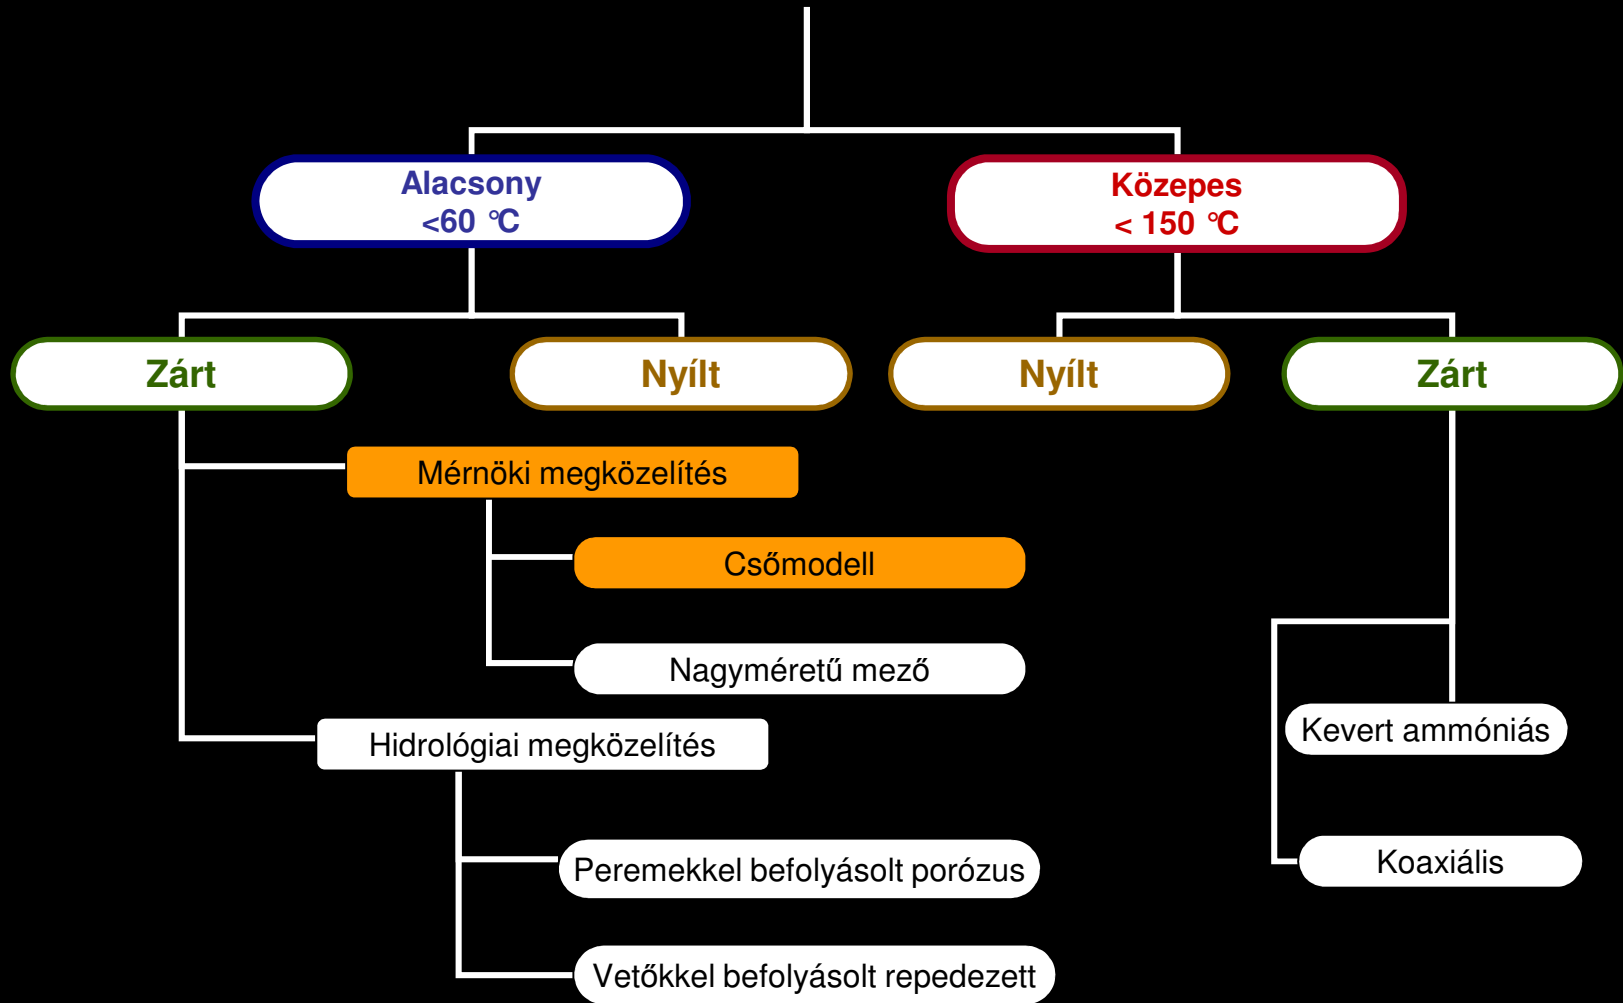 Alacsony
<60 °C
Közepes
< 150 °C
Zárt
Nyílt
Nyílt
Zárt
Mérnöki megközelítés
Csőmodell
Nagyméretű mező
Hidrológiai megközelítés
Peremekkel befolyásolt porózus
Vetőkkel befolyásolt repedezett
Kevert ammóniás
Koaxiális